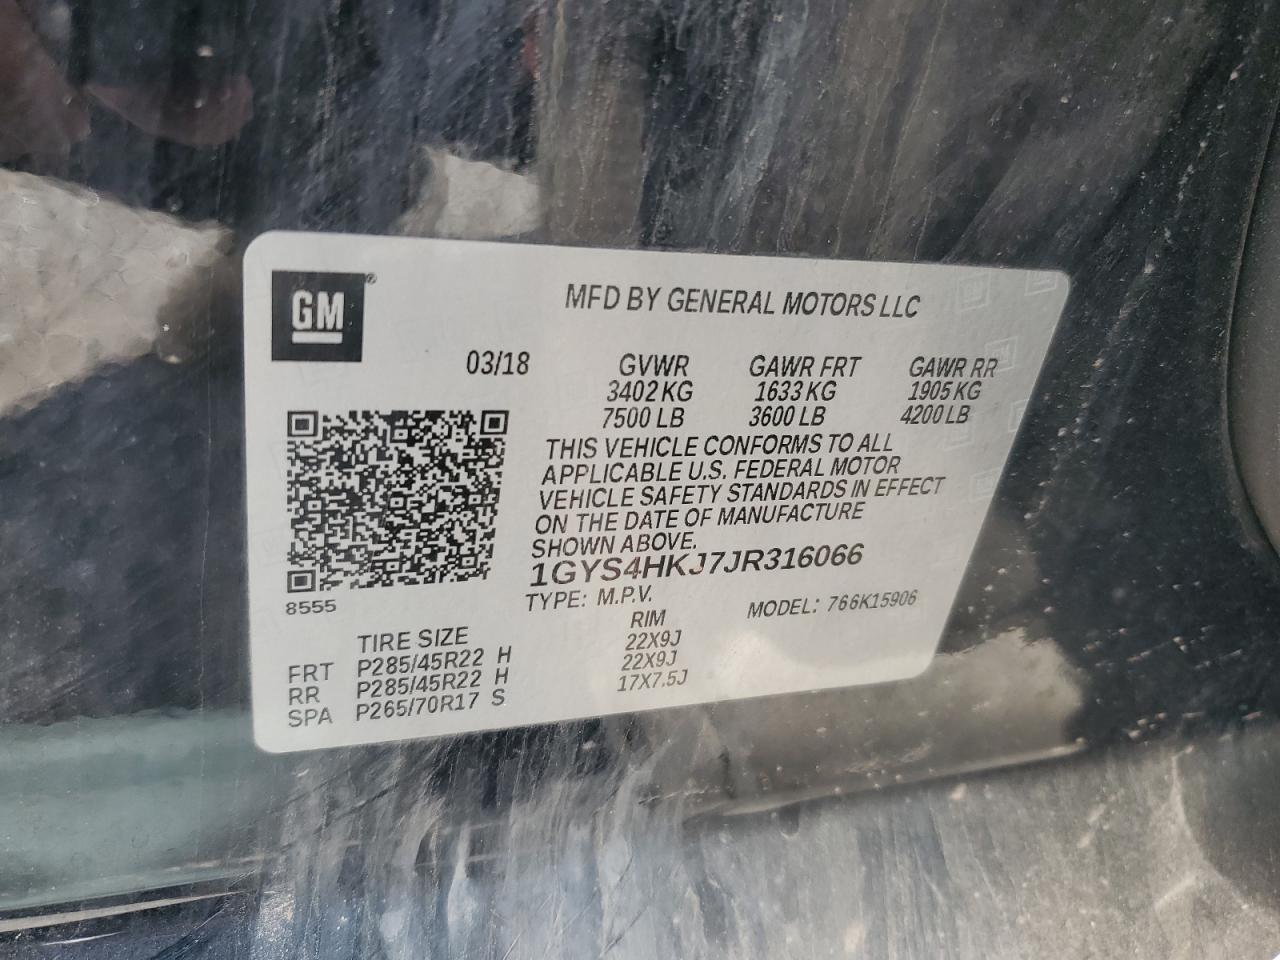 GM®
MFD BY GENERAL MOTORS LLC
03/18
GVWR GAWR FRT GAWR RR
3402 KG 1633 KG 1905 KG
7500 LB 3600 LB 4200 LB
THIS VEHICLE CONFORMS TO ALL
APPLICABLE U.S. FEDERAL MOTOR
VEHICLE SAFETY STANDARDS IN EFFECT
ON THE DATE OF MANUFACTURE
SHOWN ABOVE.
1GYS4HKJ7JR316066
8555
TYPE: M.P.V. MODEL: 766K15906
TIRE SIZE RIM
FRT P285/45R22 H 22X9J
RR P285/45R22 H 22X9J
SPA P265/70R17 S 17X7.5J